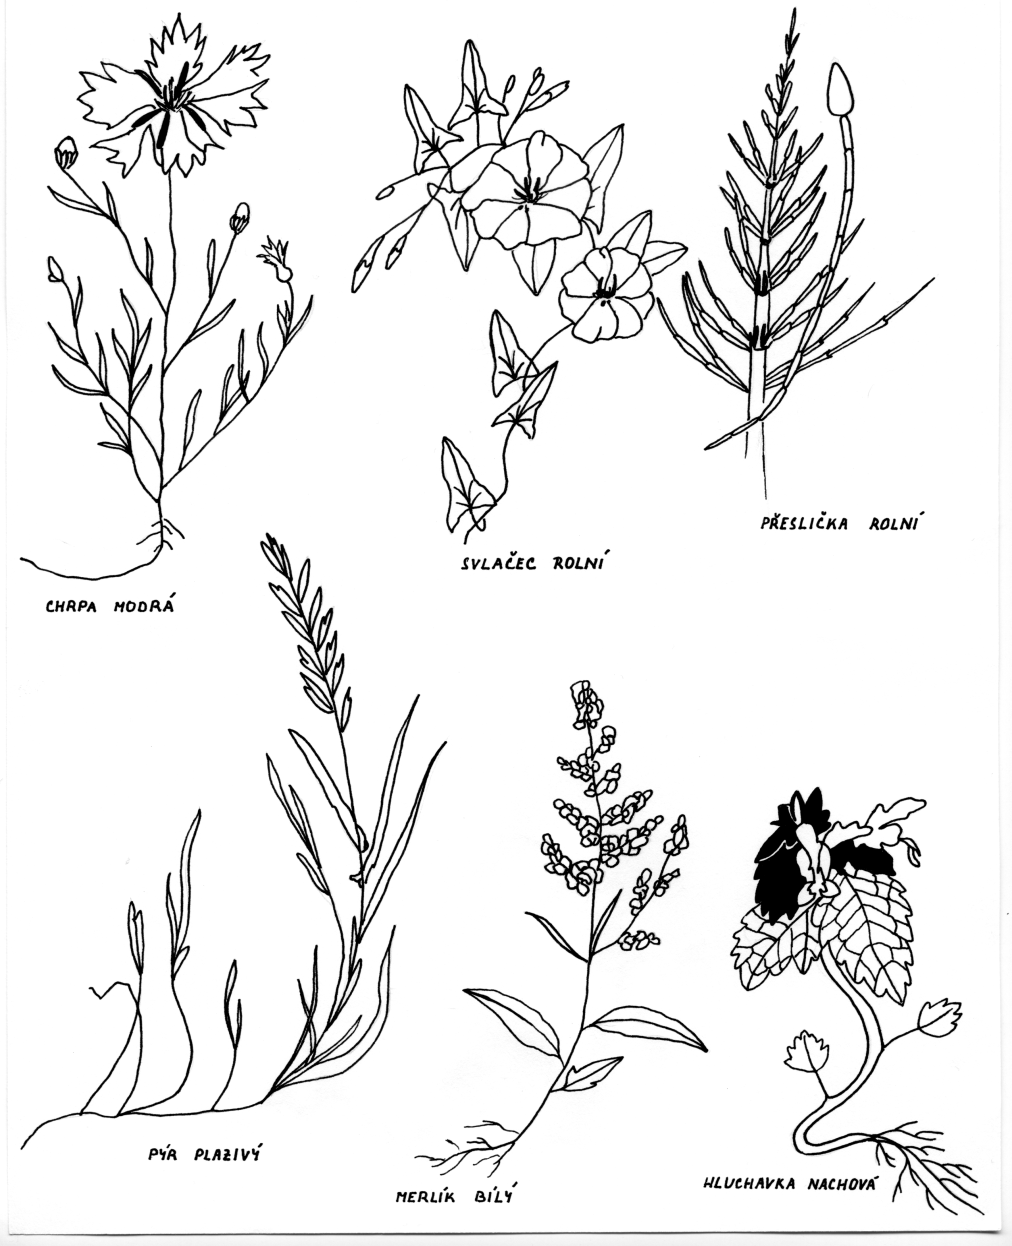 PŘESLIČKA ROLNÍ
SVLAČEC ROLNÍ
CHRPA MODRÁ
PÝR PLAZIVÝ
MERLÍK BÍLÝ
HLUCHAVKA NACHOVÁ